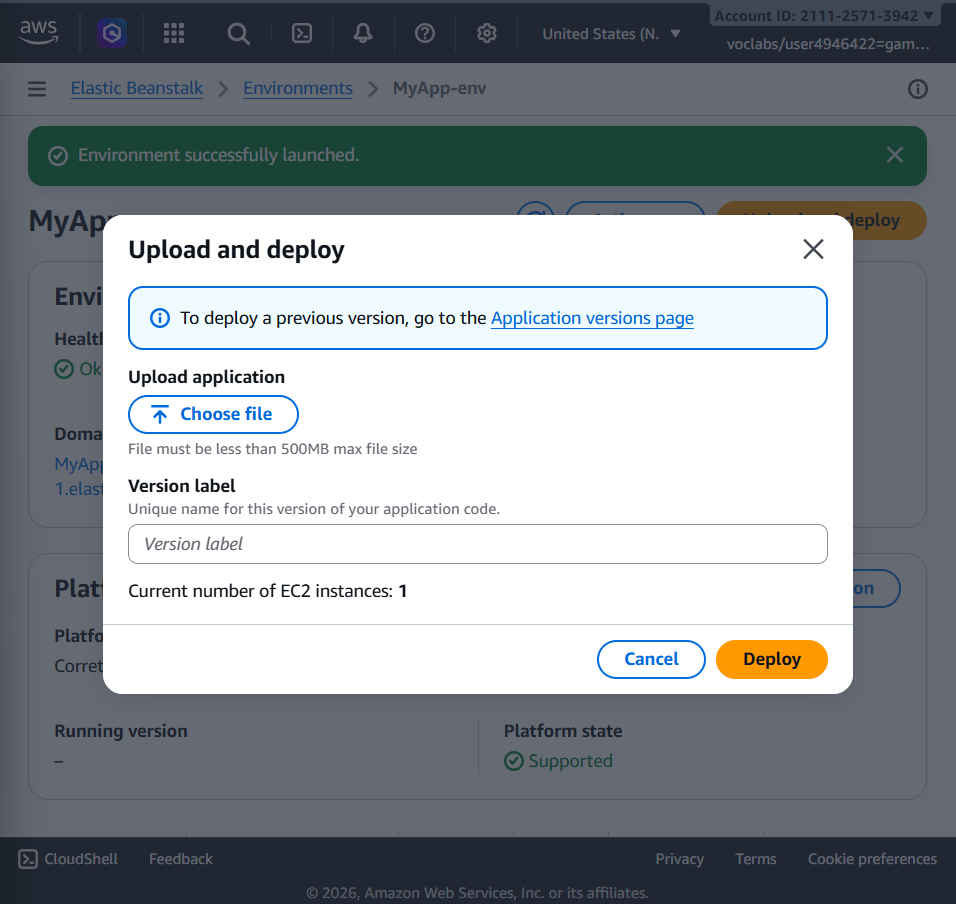 aws
United States (N.
Account ID: 2111-2571-3942
voclabs/user4946422=gam...
Elastic Beanstalk
Environments
MyApp-env
Environment successfully launched.
Upload and deploy
To deploy a previous version, go to the Application versions page
Upload application
Choose file
File must be less than 500MB max file size
Version label
Unique name for this version of your application code.
Version label
Current number of EC2 instances: 1
Cancel
Deploy
MyAp
deploy
Envi
Health
Ok
Doma
MyApp
1.elast
Platf
on
Platfo
Corret
Running version
–
Platform state
Supported
CloudShell
Feedback
Privacy
Terms
Cookie preferences
© 2026, Amazon Web Services, Inc. or its affiliates.